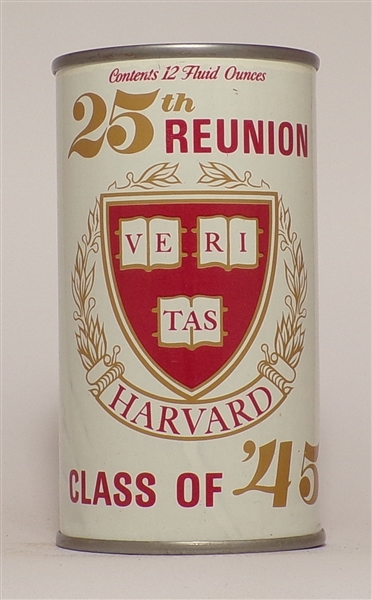 Contents 12 Fluid Ounces
25th
REUNION
VE RI
TAS
HARVARD
CLASS OF '45